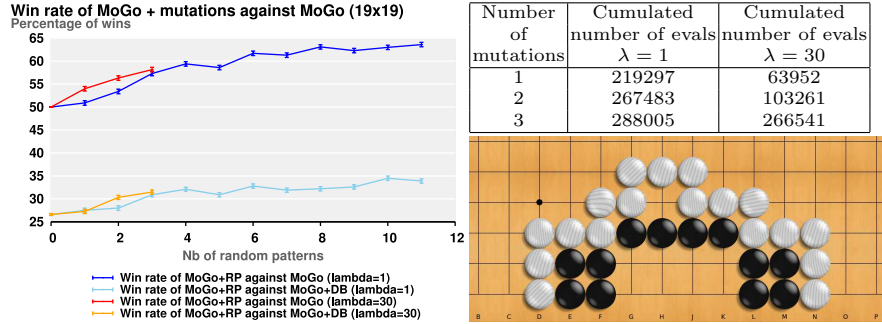 Win rate of MoGo + mutations against MoGo (19x19)
Percentage of wins
65
60
55
50
45
40
35
30
25
0 2 4 6 8 10 12
Nb of random patterns
Win rate of MoGo+RP against MoGo (lambda=1)
Win rate of MoGo+RP against MoGo+DB (lambda=1)
Win rate of MoGo+RP against MoGo (lambda=30)
Win rate of MoGo+RP against MoGo+DB (lambda=30)
Number of mutations | Cumulated number of evals λ = 1 | Cumulated number of evals λ = 30
1 219297 63952
2 267483 103261
3 288005 266541
B C D E F G H J K L M N O P